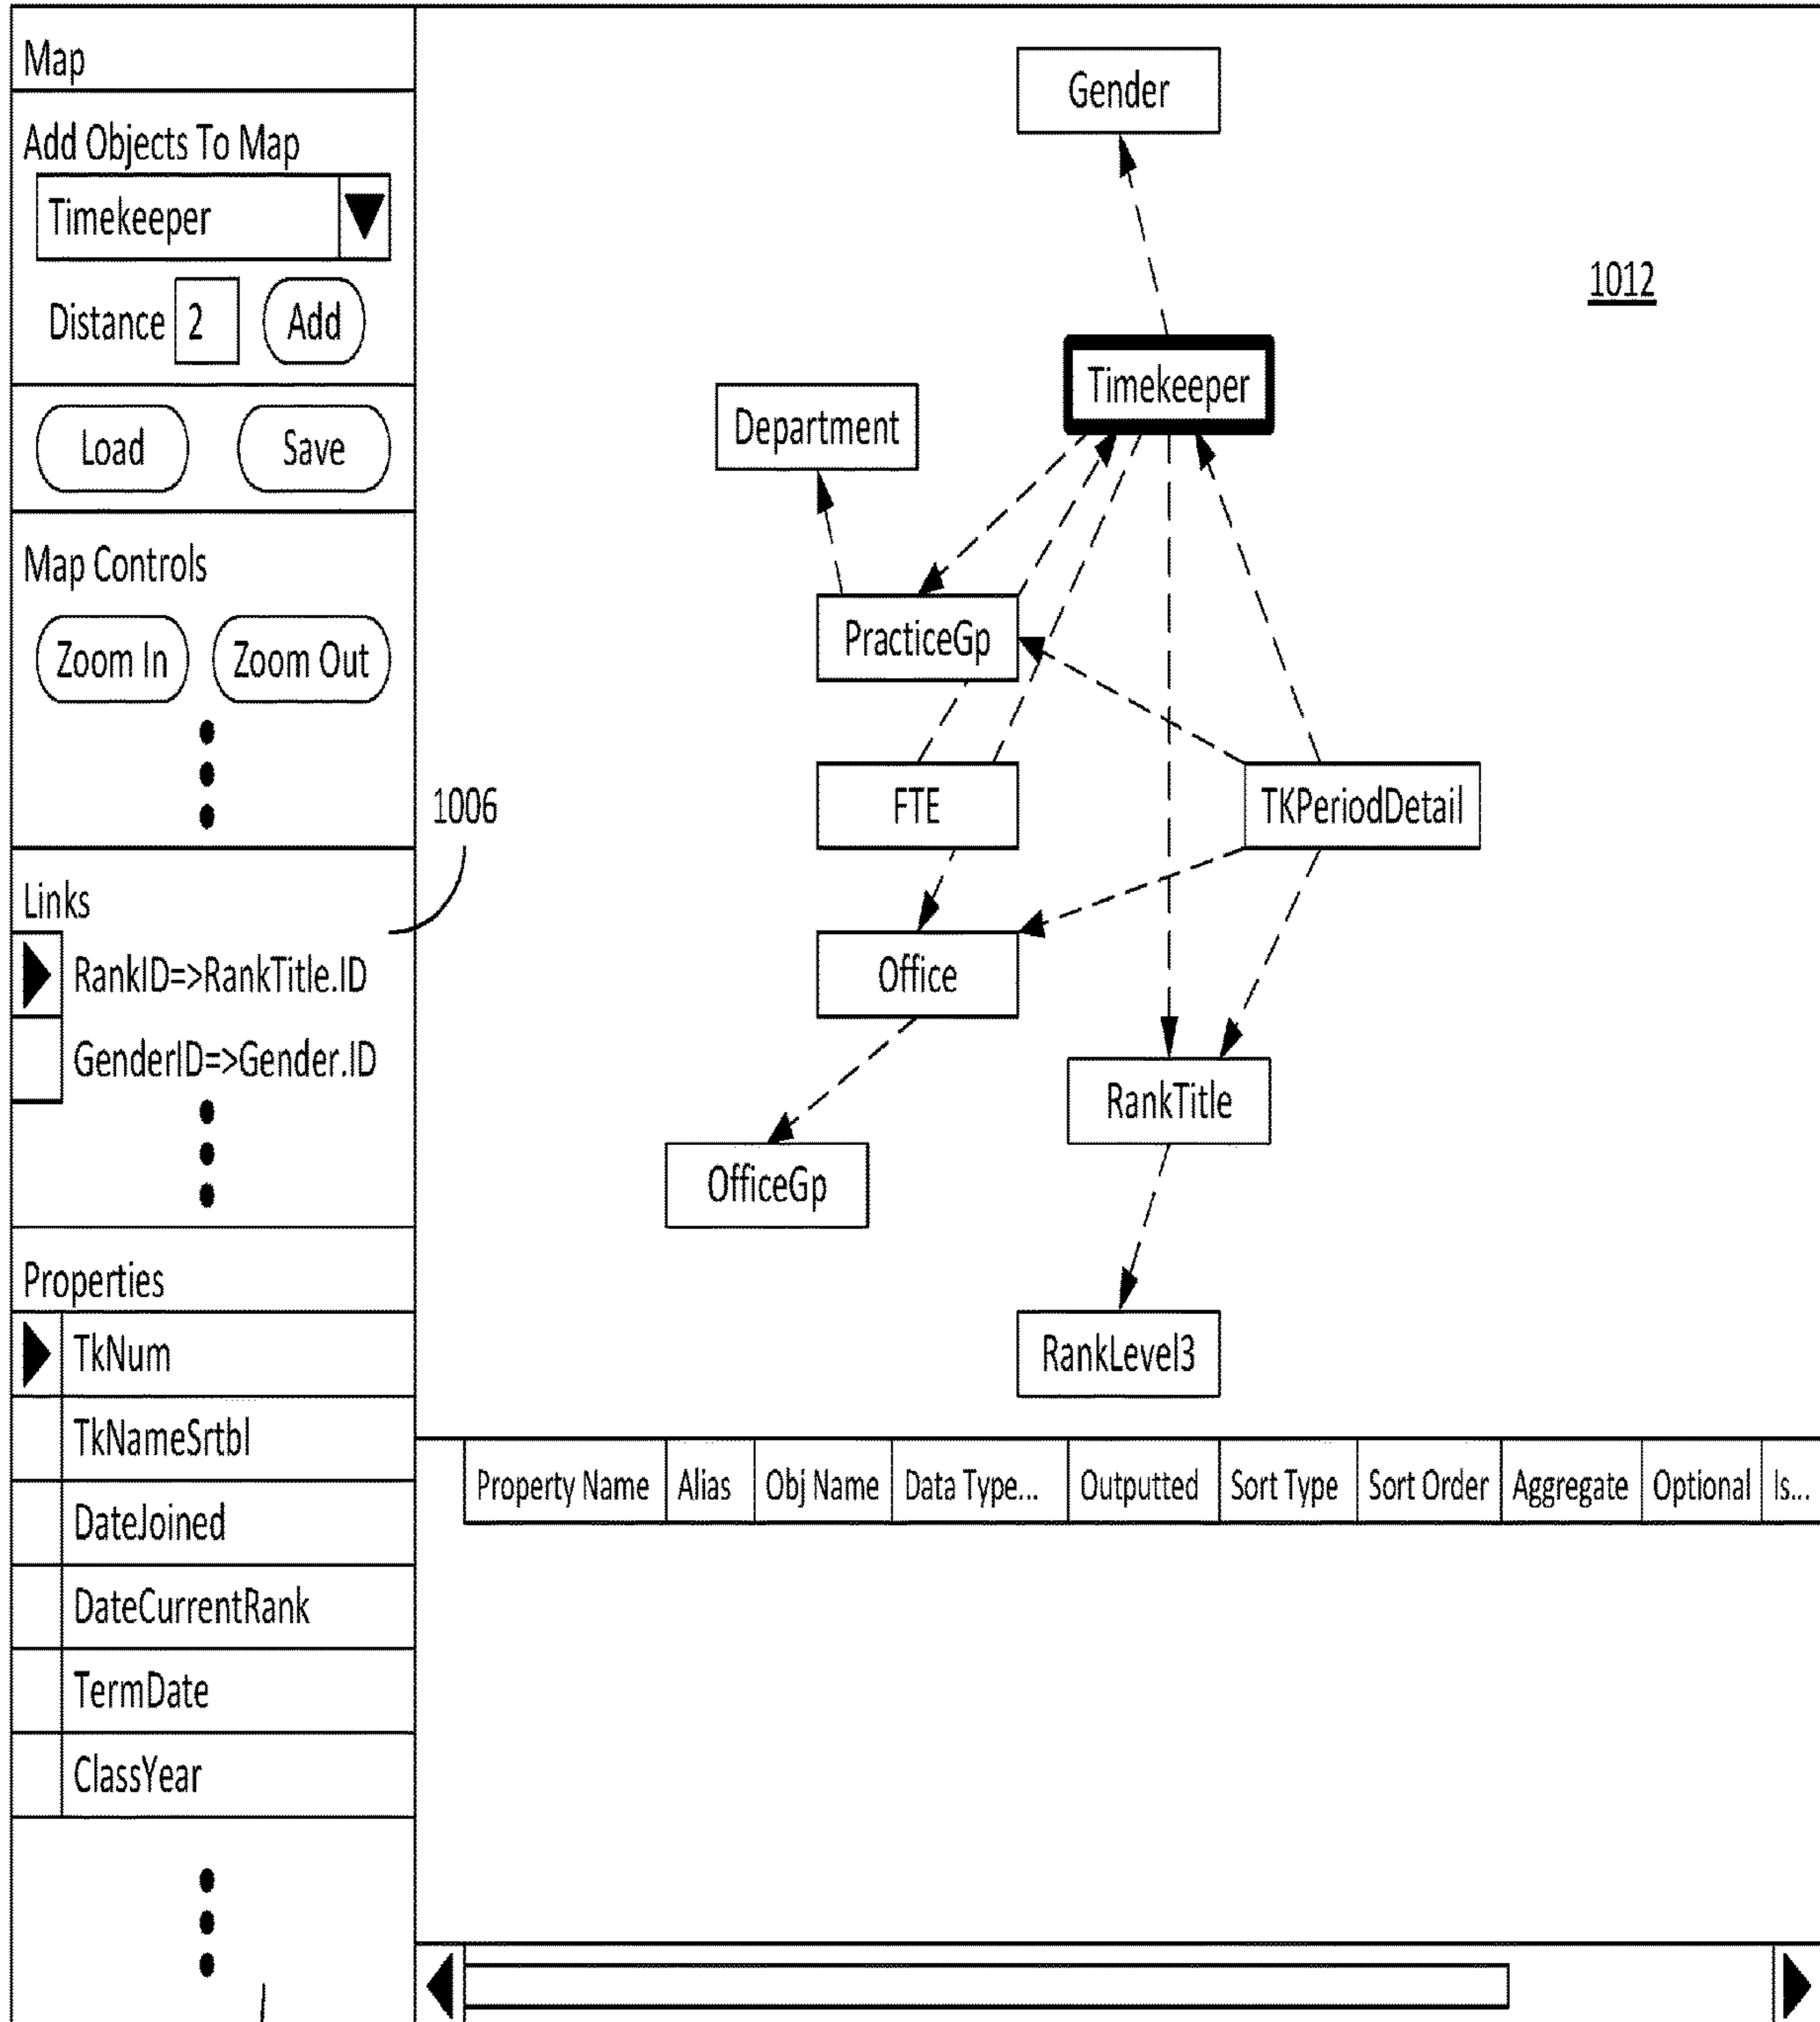 Map
Add Objects To Map
Timekeeper
Distance 2 Add
Load Save
Map Controls
Zoom In Zoom Out
1006
Links
RankID=>RankTitle.ID
GenderID=>Gender.ID
Properties
TkNum
TkNameSrtbl
DateJoined
DateCurrentRank
TermDate
ClassYear
Gender
1012
Timekeeper
Department
PracticeGp
FTE
TKPeriodDetail
Office
RankTitle
OfficeGp
RankLevel3
Property Name Alias Obj Name Data Type... Outputted Sort Type Sort Order Aggregate Optional Is...